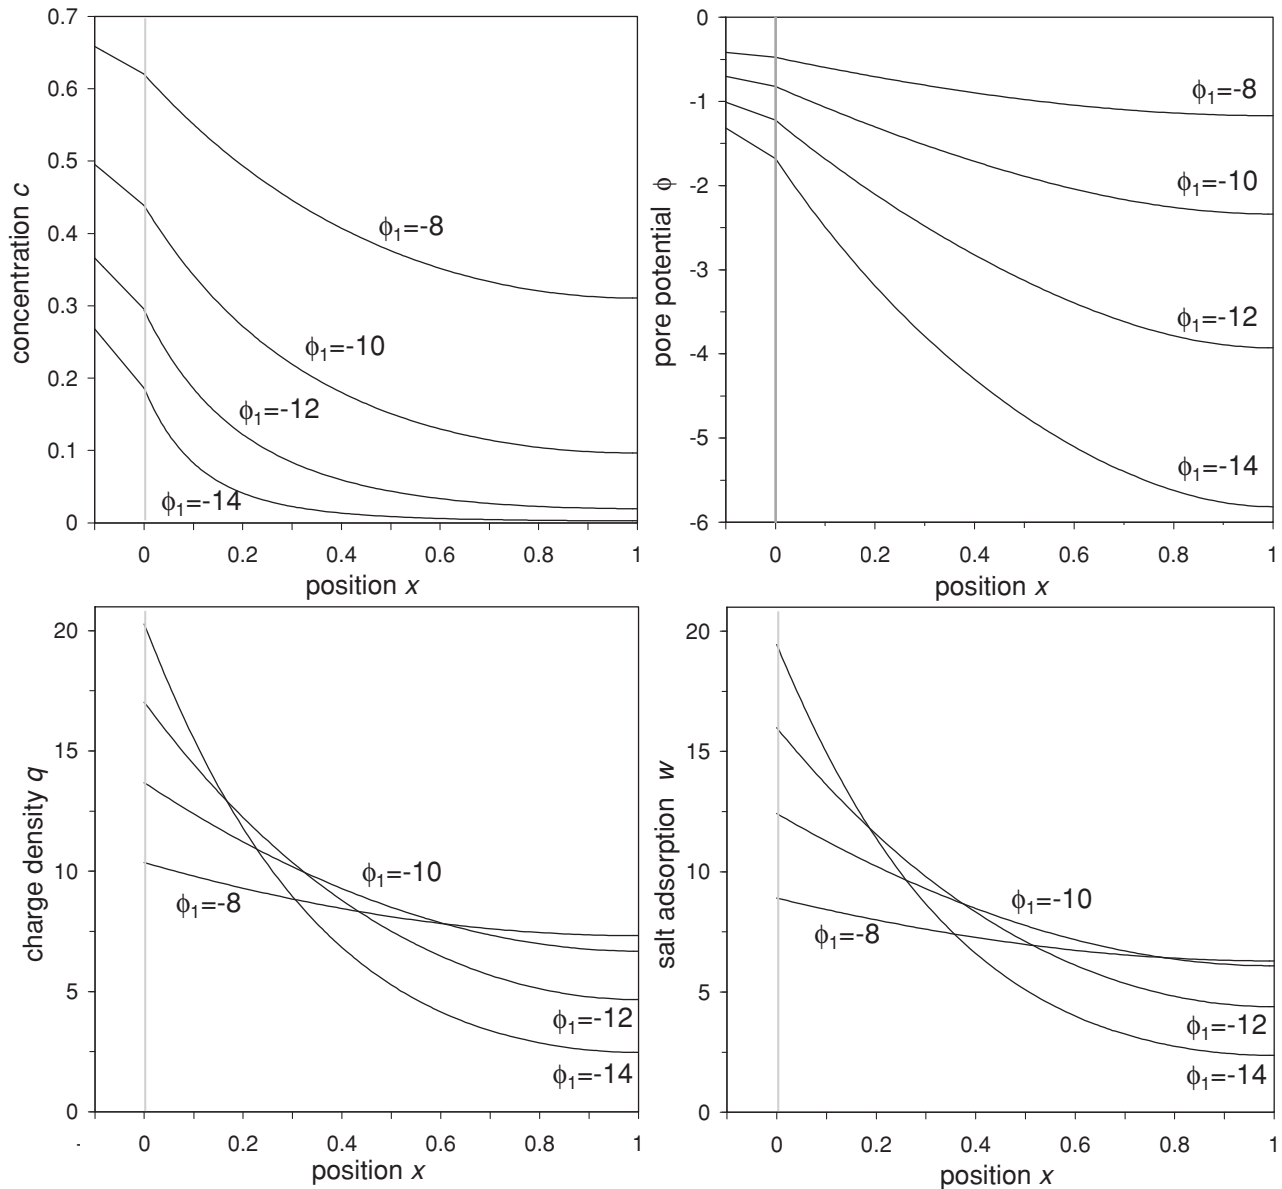 concentration c
0.7
0.6
0.5
0.4
0.3
0.2
0.1
0
ϕ₁=-8
ϕ₁=-10
ϕ₁=-12
ϕ₁=-14
0 0.2 0.4 0.6 0.8 1
position x
pore potential ϕ
0
-1
-2
-3
-4
-5
-6
ϕ₁=-8
ϕ₁=-10
ϕ₁=-12
ϕ₁=-14
0 0.2 0.4 0.6 0.8 1
position x
charge density q
20
15
10
5
0
ϕ₁=-10
ϕ₁=-8
ϕ₁=-12
ϕ₁=-14
- 0 0.2 0.4 0.6 0.8 1
position x
salt adsorption w
20
15
10
5
0
ϕ₁=-10
ϕ₁=-8
ϕ₁=-12
ϕ₁=-14
0 0.2 0.4 0.6 0.8 1
position x